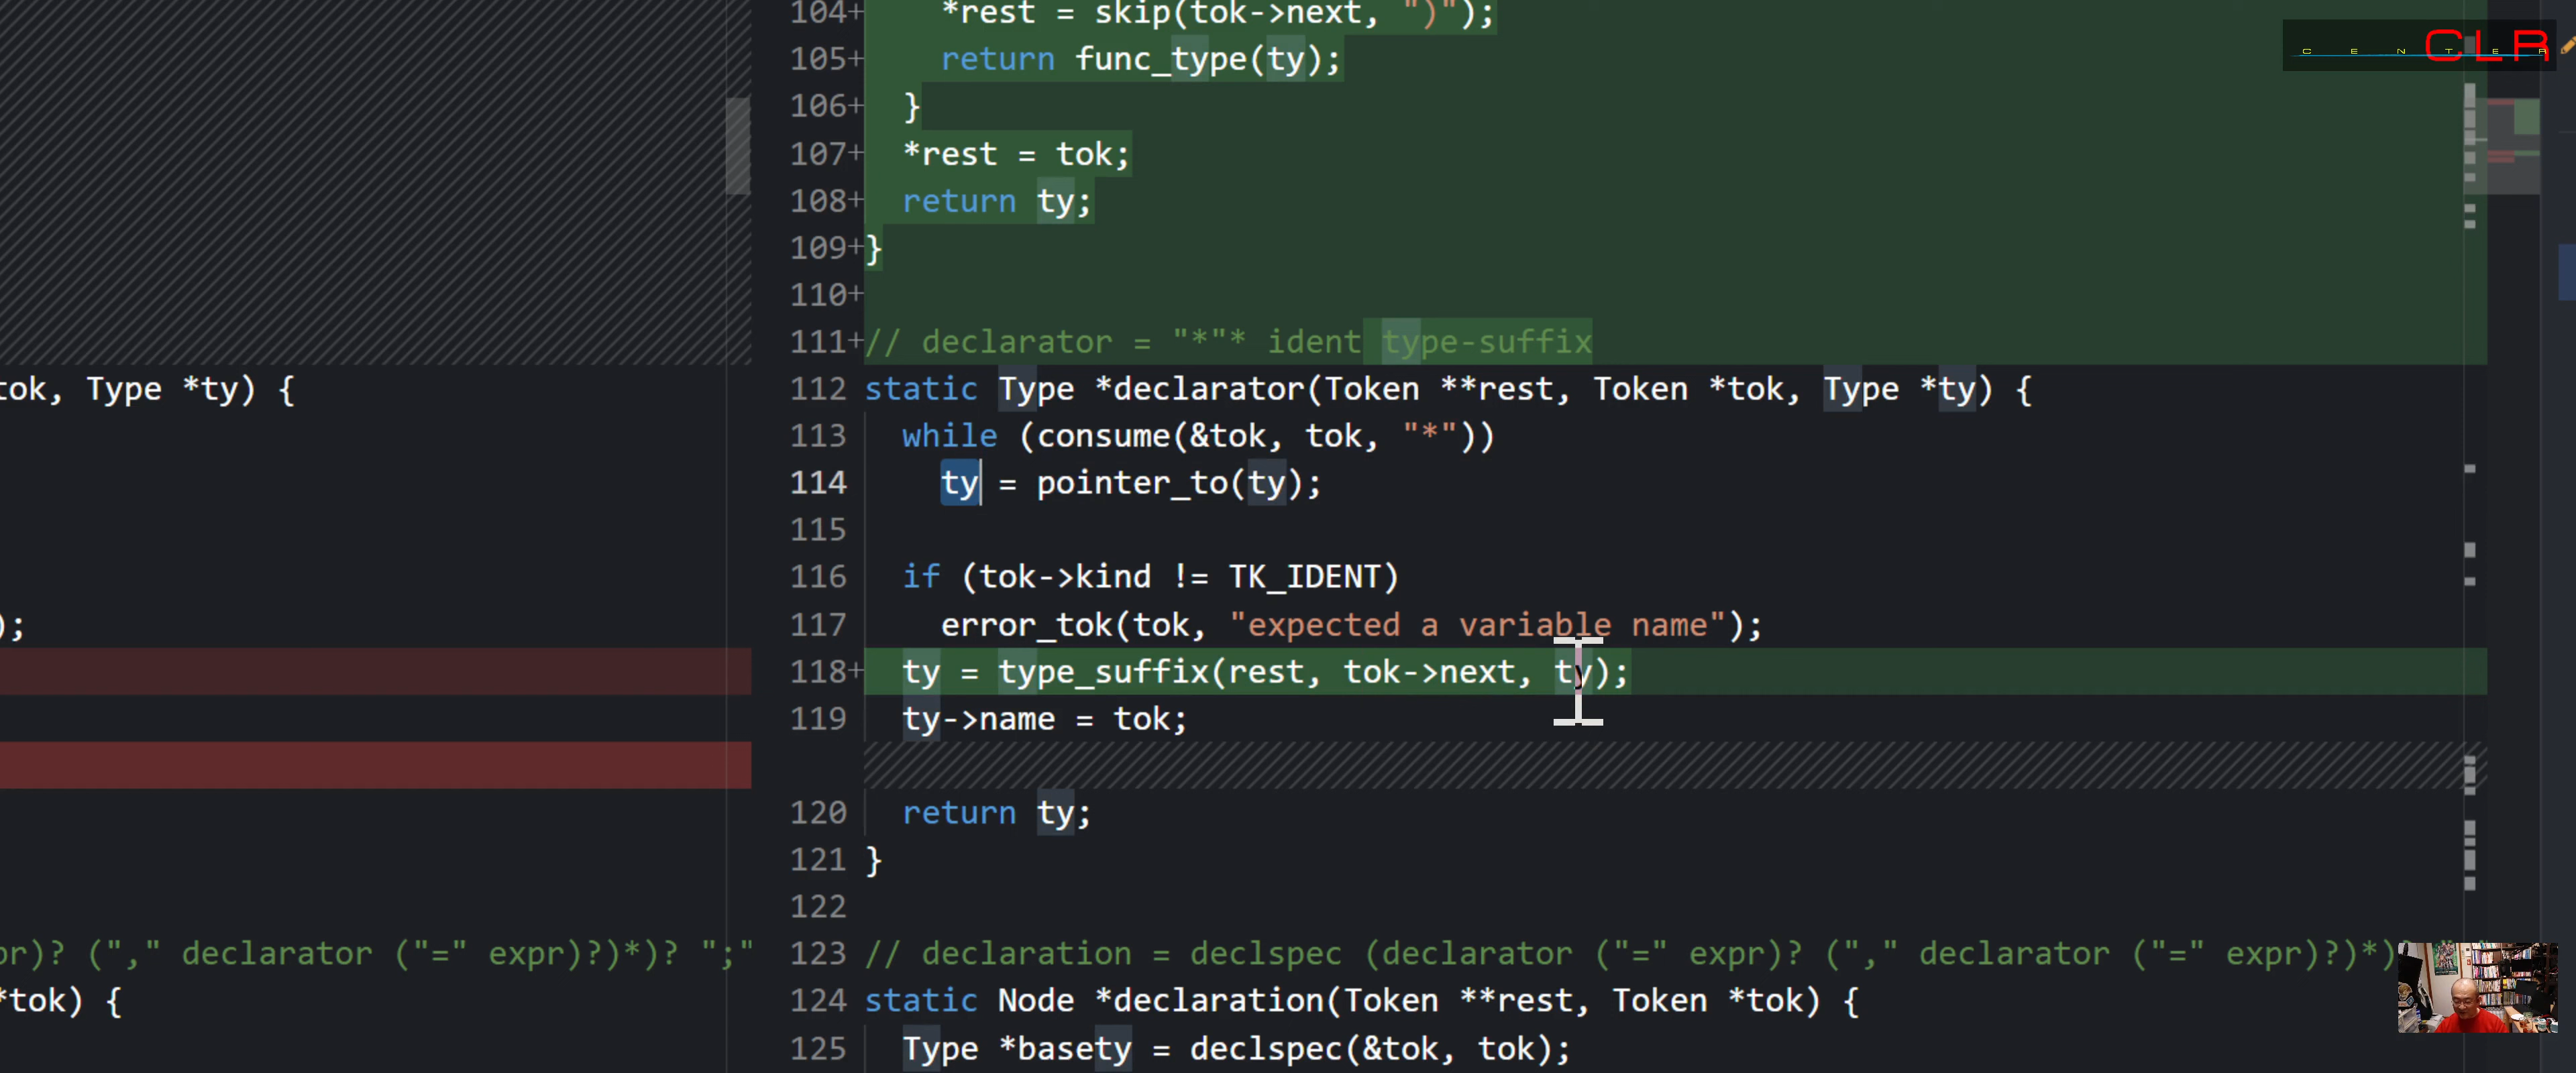 104+ *rest = skip(tok->next, ")");
CENTER CLR
105+ return func_type(ty);
106+ }
107+ *rest = tok;
108+ return ty;
109+ }
110+
111+ // declarator = "*"* ident type-suffix
tok, Type *ty) {
112 static Type *declarator(Token **rest, Token *tok, Type *ty) {
113 while (consume(&tok, tok, "*"))
114 ty = pointer_to(ty);
115
116 if (tok->kind != TK_IDENT)
);
117 error_tok(tok, "expected a variable name");
118+ ty = type_suffix(rest, tok->next, ty);
119 ty->name = tok;
120 return ty;
121 }
122
pr)? ("," declarator ("=" expr)?)*)? ";"
123 // declaration = declspec (declarator ("=" expr)? ("," declarator ("=" expr)?)*)
*tok) {
124 static Node *declaration(Token **rest, Token *tok) {
125 Type *basety = declspec(&tok, tok);